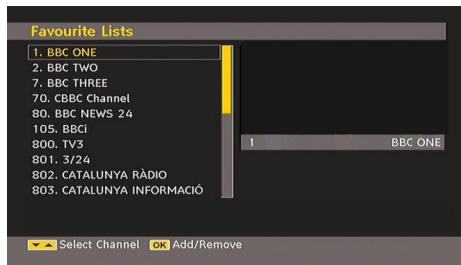 Favourite Lists
1. BBC ONE
2. BBC TWO
7. BBC THREE
70. CBBC Channel
80. BBC NEWS 24
105. BBCi
800. TV3
801. 3/24
802. CATALUNYA RÀDIO
803. CATALUNYA INFORMACIÓ
1 BBC ONE
Select Channel OK Add/Remove